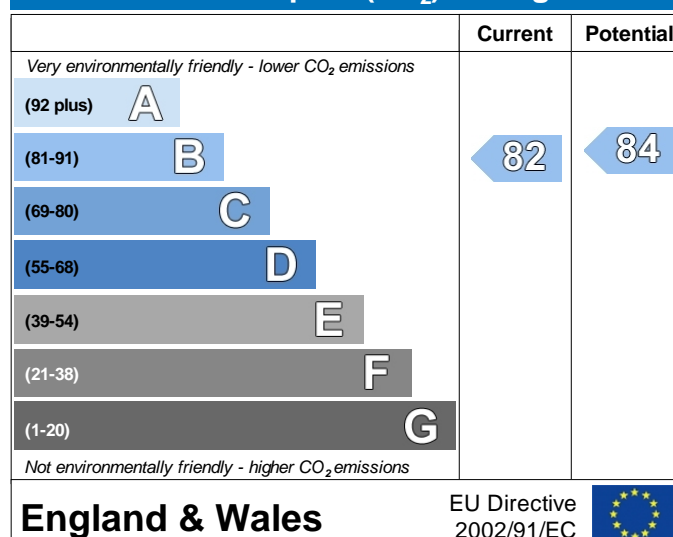 Current Potential
Very environmentally friendly - lower CO₂ emissions
(92 plus) A
(81-91) B 82 84
(69-80) C
(55-68) D
(39-54) E
(21-38) F
(1-20) G
Not environmentally friendly - higher CO₂ emissions
England & Wales
EU Directive
2002/91/EC